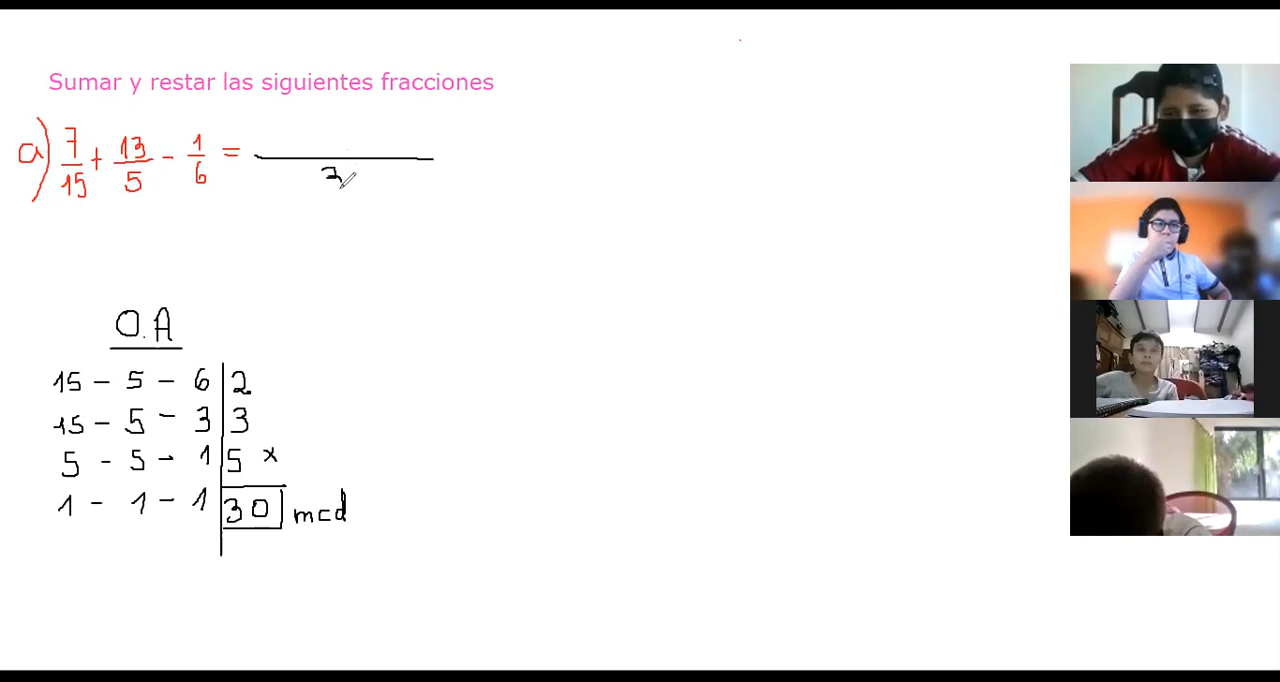 Sumar y restar las siguientes fracciones
a) 7/15 + 13/5 - 1/6 = 3
O.A
15 - 5 - 6 | 2
15 - 5 - 3 | 3
5 - 5 - 1 | 5 x
1 - 1 - 1 | 30 mcd